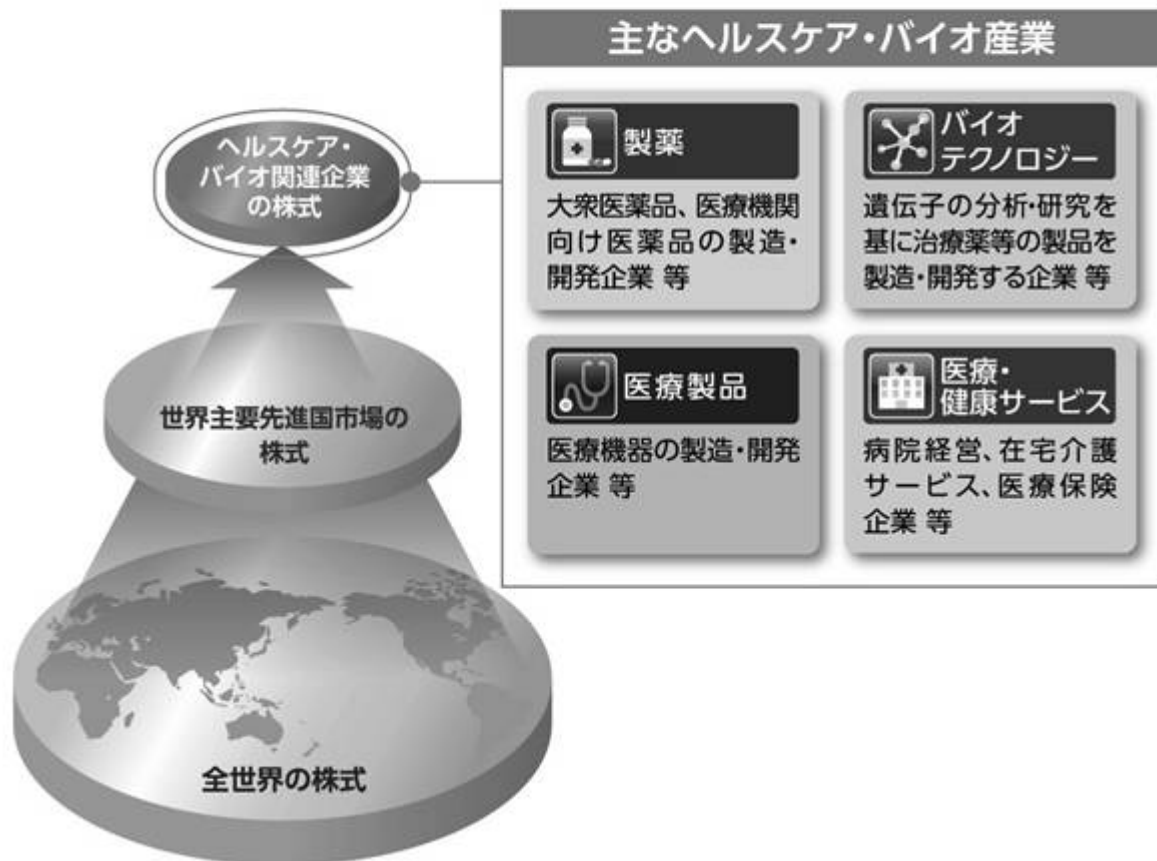 主なヘルスケア・バイオ産業
ヘルスケア・
バイオ関連企業
の株式
製薬
大衆医薬品、医療機関
向け医薬品の製造・
開発企業 等
バイオ
テクノロジー
遺伝子の分析・研究を
基に治療薬等の製品を
製造・開発する企業 等
医療製品
医療機器の製造・開発
企業 等
医療・
健康サービス
病院経営、在宅介護
サービス、医療保険
企業 等
世界主要先進国市場の
株式
全世界の株式